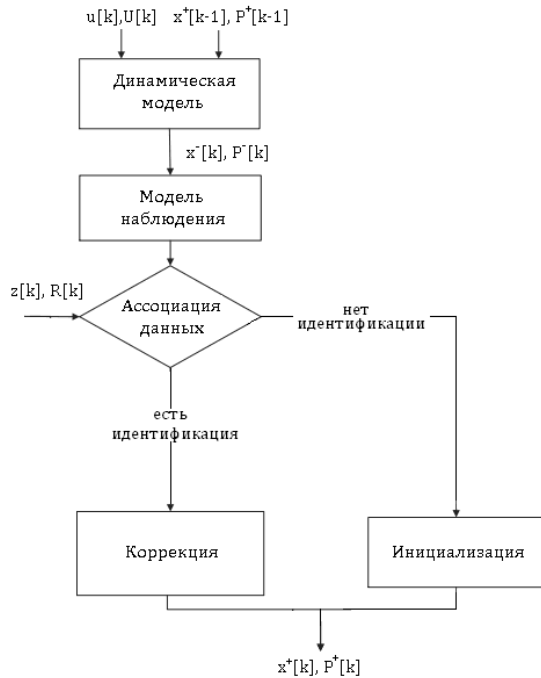 u[k],U[k] x⁺[k-1], P⁺[k-1]
Динамическая
модель
x⁻[k], P⁻[k]
Модель
наблюдения
z[k], R[k]
Ассоциация
данных
нет
идентификации
есть
идентификация
Коррекция
Инициализация
x⁺[k], P⁺[k]